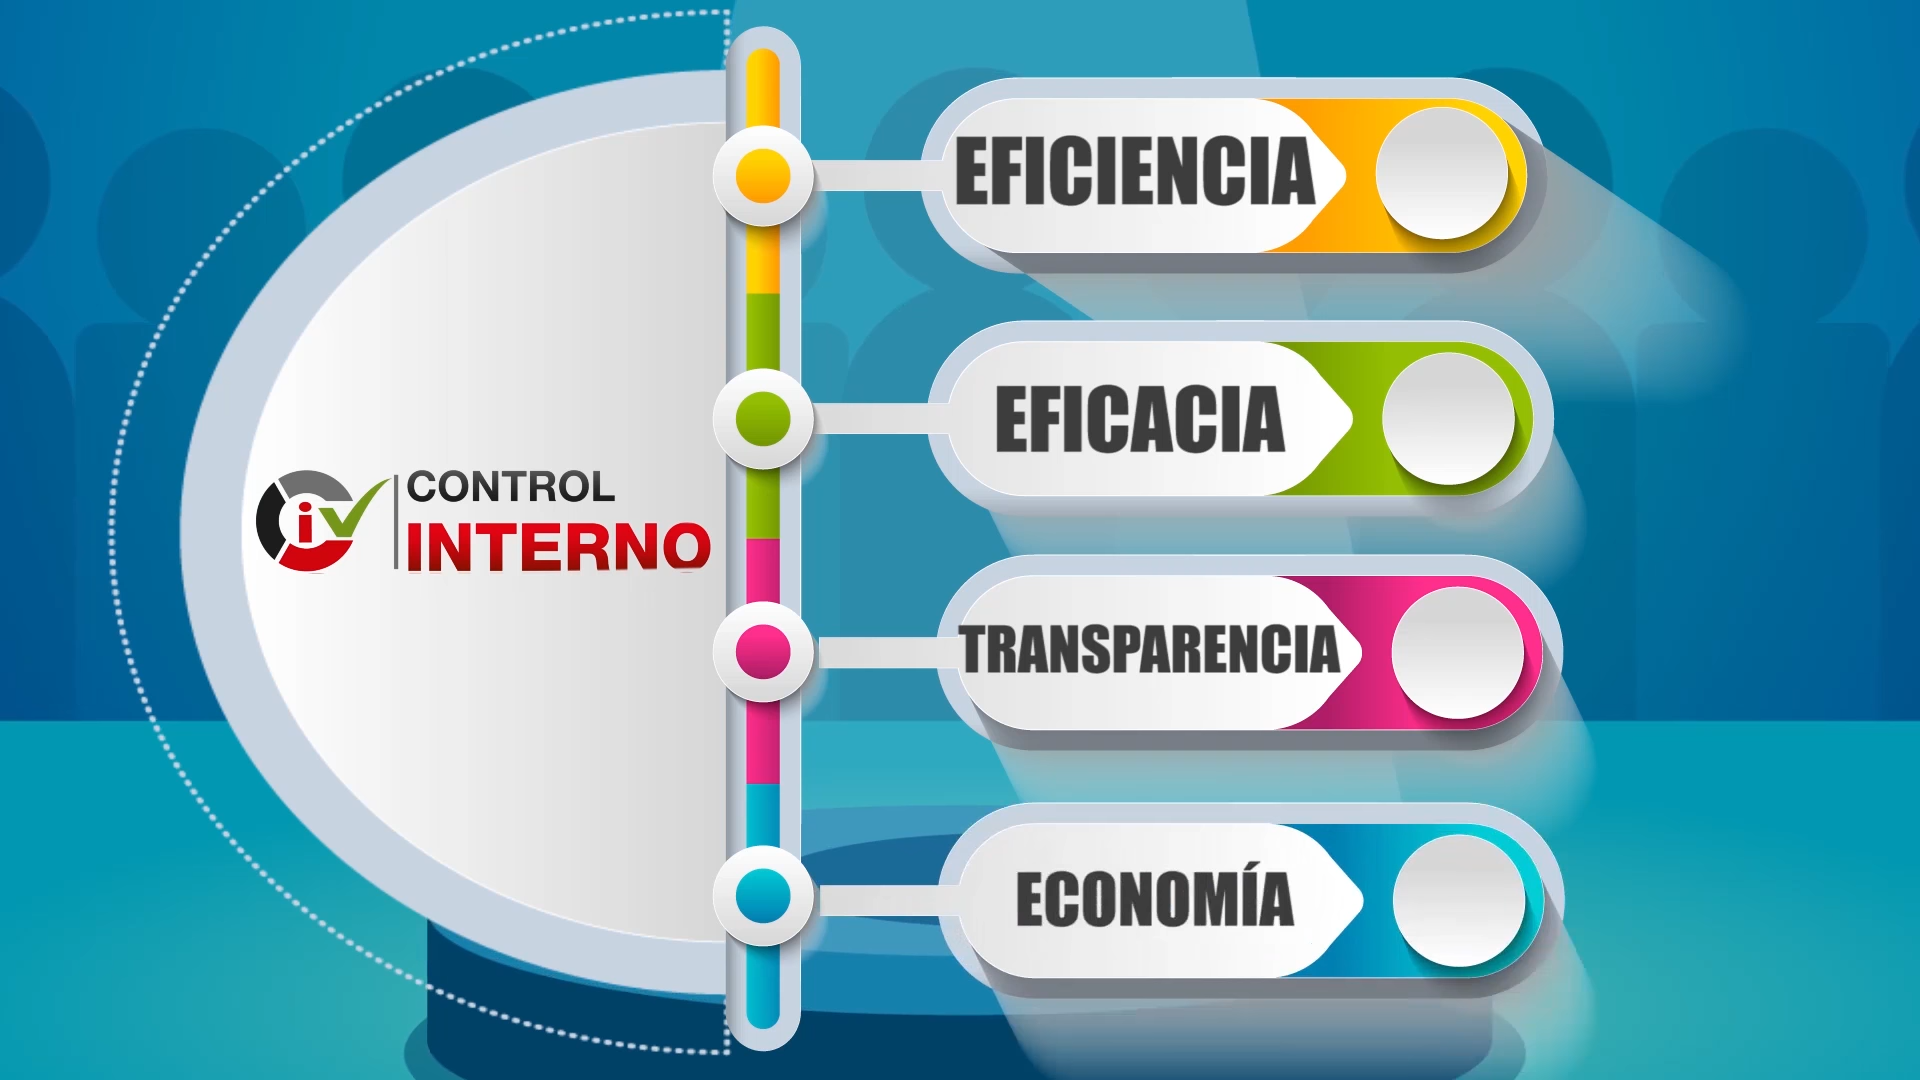 CONTROL
INTERNO
EFICIENCIA
EFICACIA
TRANSPARENCIA
ECONOMÍA